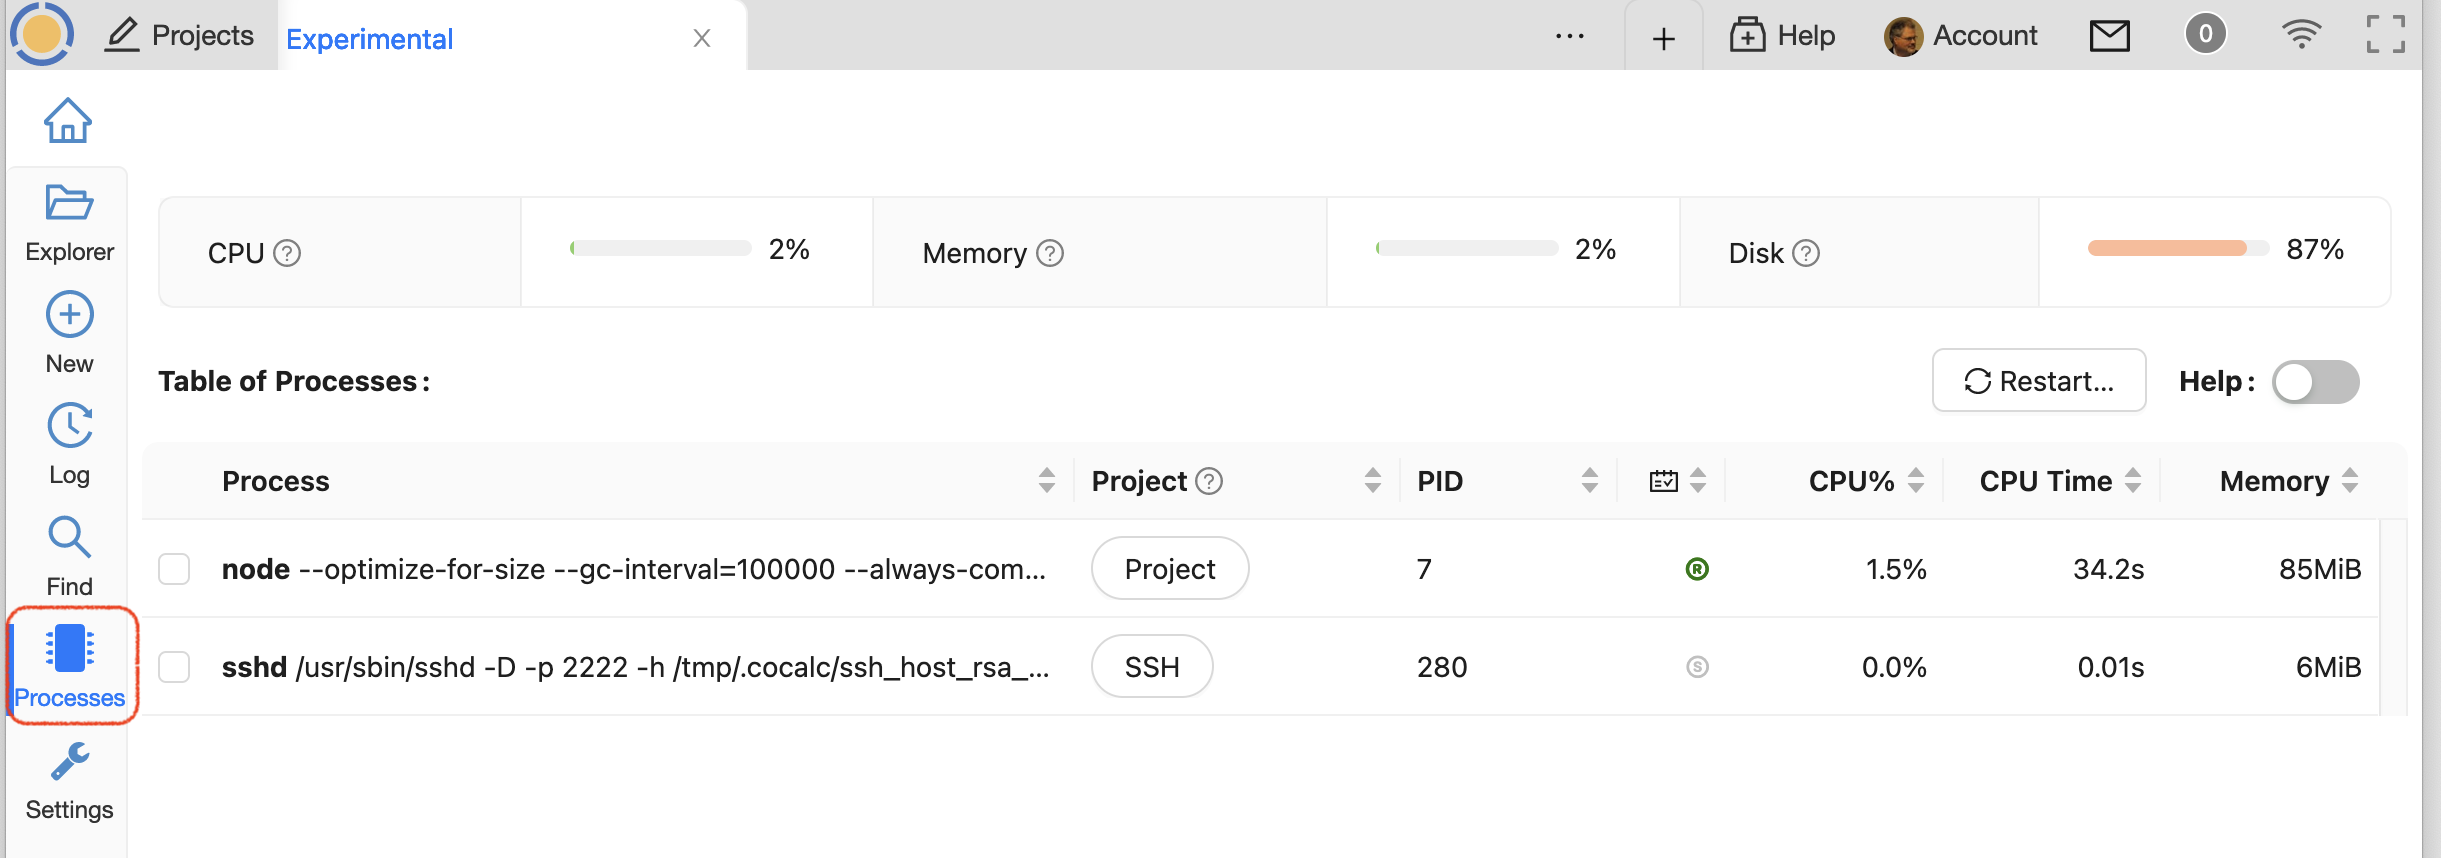 Projects Experimental X ... + Help Account 0
Explorer
New
Log
Find
Processes
Settings
CPU ? 2% Memory ? 2% Disk ? 87%
Table of Processes: Restart... Help:
Process Project ? PID CPU% CPU Time Memory
node --optimize-for-size --gc-interval=100000 --always-com... Project 7 R 1.5% 34.2s 85MiB
sshd /usr/sbin/sshd -D -p 2222 -h /tmp/.cocalc/ssh_host_rsa_... SSH 280 S 0.0% 0.01s 6MiB